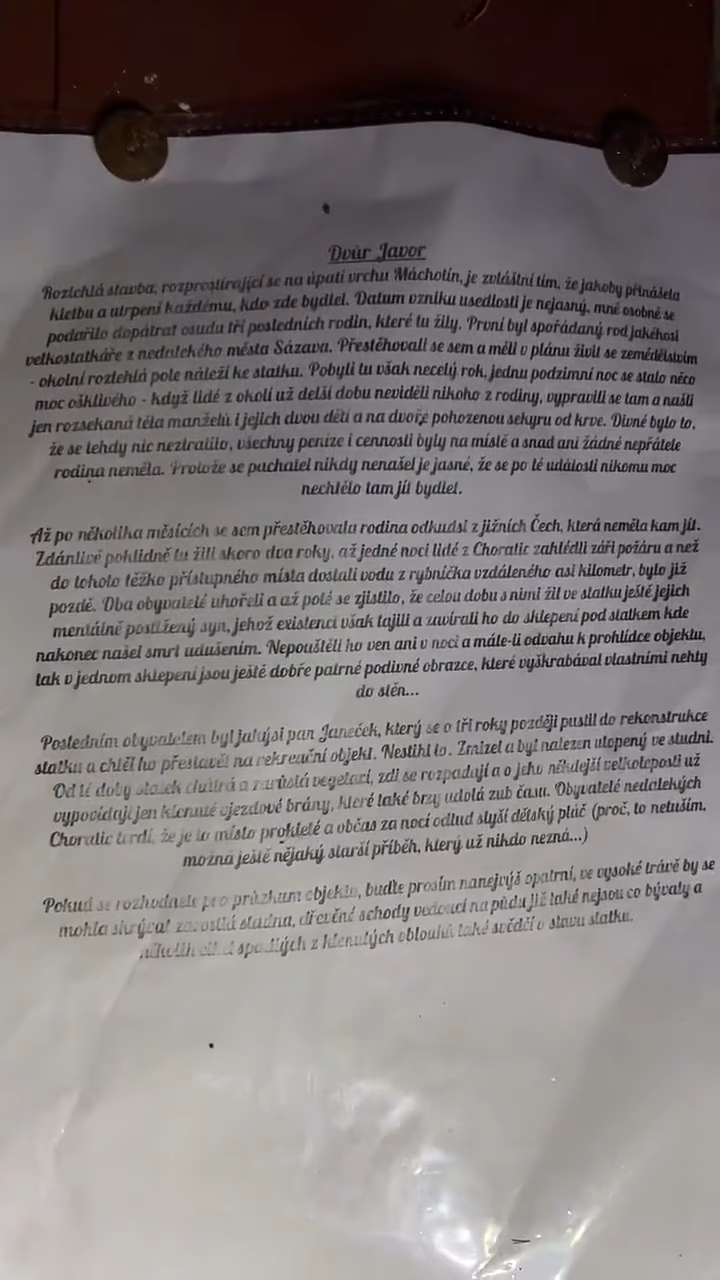 Dvůr Javor
Rozlehlá stavba, rozprostírající se na úpatí vrchu Máchotín, je zvláštní tím, že jakoby přinášela
kletbu a utrpení každému, kdo zde bydlel. Datum vzniku usedlosti je nejasný, mně osobně se
podařilo dopátrat osudu tří posledních rodin, které tu žily. První byl spořádaný rod jakéhosi
velkostatkáře z nedalekého města Sázava. Přestěhovali se sem a měli v plánu živit se zemědělstvím
- okolní rozlehlá pole náleží ke statku. Pobyli tu však necelý rok, jednu podzimní noc se stalo něco
moc ošklivého - když lidé z okolí už delší dobu neviděli nikoho z rodiny, vypravili se tam a našli
jen rozsekaná těla manželů i jejich dvou dětí a na dvoře pohozenou sekyru od krve. Divné bylo to,
že se tehdy nic neztratilo, všechny peníze i cennosti byly na místě a snad ani žádné nepřátele
rodina neměla. Protože se pachatel nikdy nenašel je jasné, že se po té události nikomu moc
nechtělo tam jít bydlet.
Až po několika měsících se sem přestěhovala rodina odkudsi z jižních Čech, která neměla kam jít.
Zdánlivě poklidně tu žili skoro dva roky, až jedné noci lidé z Choratic zahlédli záři požáru a než
do tohoto těžko přístupného místa dostali vodu z rybníčka vzdáleného asi kilometr, bylo již
pozdě. Oba obyvatelé uhořeli a až poté se zjistilo, že celou dobu s nimi žil ve statku ještě jejich
mentálně postižený syn, jehož existenci však tajili a zavírali ho do sklepení pod statkem kde
nakonec našel smrt udušením. Nepouštěli ho ven ani v noci a máte-li odvahu k prohlídce objektu,
tak v jednom sklepení jsou ještě dobře patrné podivné obrazce, které vyškrabával vlastními nehty
do stěn...
Posledním obyvatelem byl jakýsi pan Janeček, který se o tři roky později pustil do rekonstrukce
statku a chtěl ho přestavět na rekreační objekt. Nestihl to. Zmizel a byl nalezen utopený ve studni.
Od té doby statek chátrá a zarůstá vegetací, zdi se rozpadají a o jeho někdejší velkoleposti už
vypovídají jen klenuté vjezdové brány, které také brzy udolá zub času. Obyvatelé nedalekých
Choratic tvrdí, že je to místo prokleté a občas za nocí odtud slyší dětský pláč (proč, to netuším,
možná ještě nějaký starší příběh, který už nikdo nezná...)
Pokud se rozhodnete pro průzkum objektu, buďte prosím nanejvýš opatrní, ve vysoké trávě by se
mohla skrývat zarostlá studna, dřevěné schody vedoucí na půdu již také nejsou co bývaly a
několik cihel spadlých z klenutých oblouků také svědčí o stavu statku.